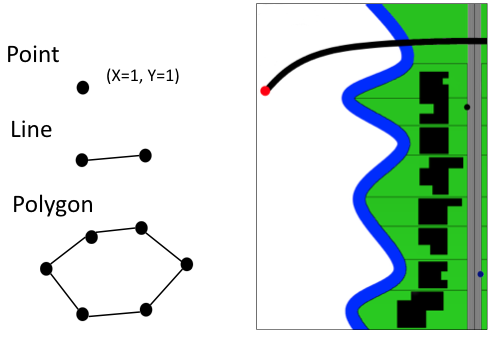 Point
(X=1, Y=1)
Line
Polygon